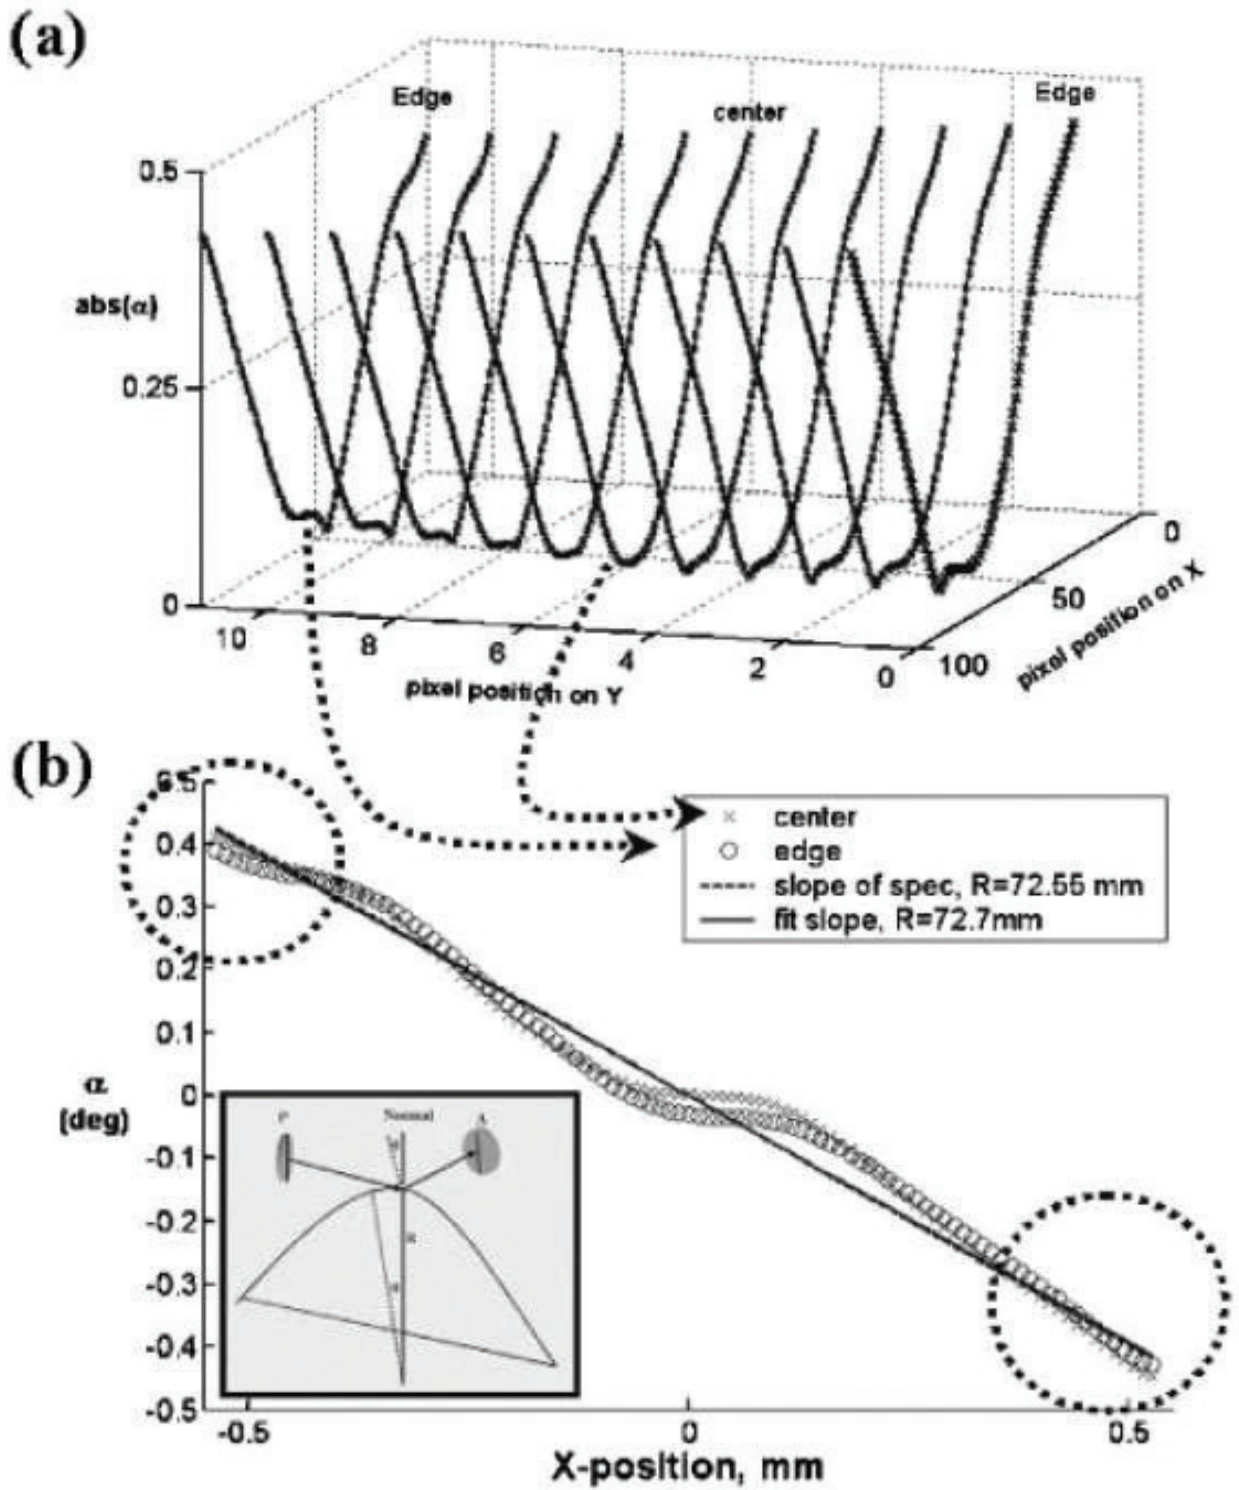 (a)
Edge
center
Edge
0.5
abs(α)
0.25
0
10
8
6
4
2
0
pixel position on Y
0
50
100
pixel position on X
(b)
0.5
0.4
0.3
0.2
0.1
0
-0.1
-0.2
-0.3
-0.4
-0.5
α
(deg)
center
edge
slope of spec, R=72.55 mm
fit slope, R=72.7mm
P
Normal
A
R
-0.5
0
0.5
X-position, mm